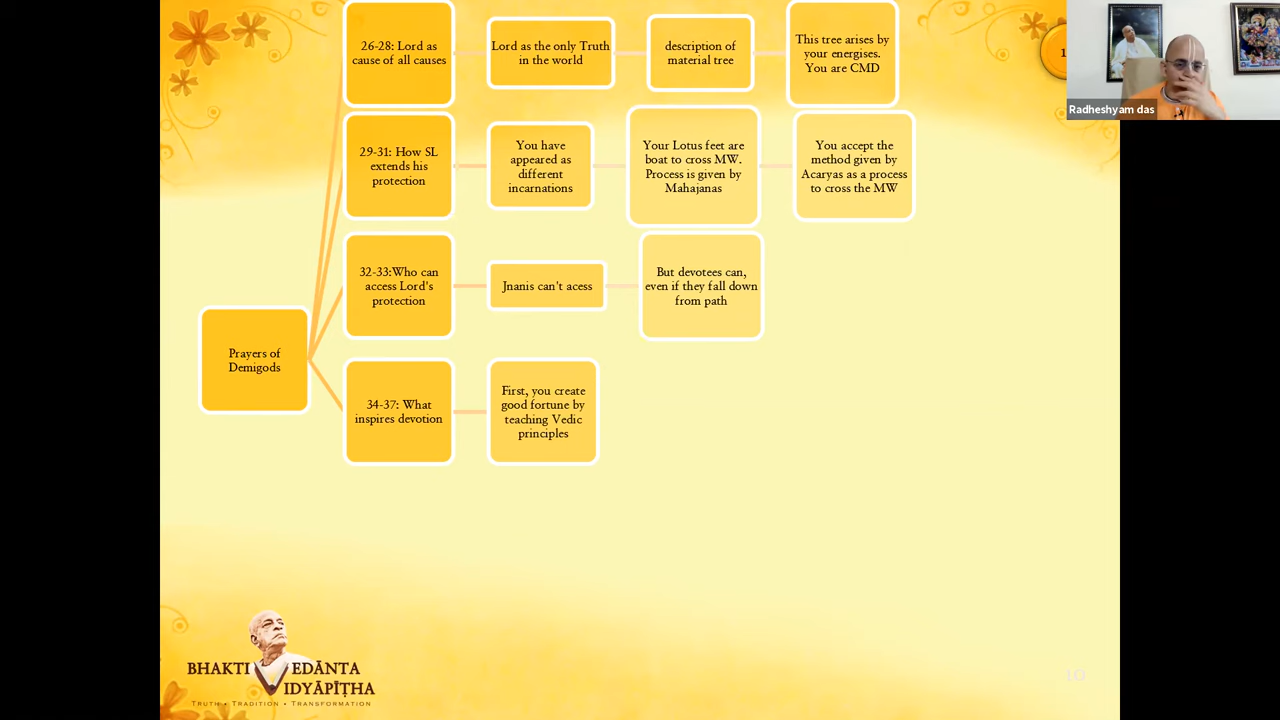 26-28: Lord as
cause of all causes
Lord as the only Truth
in the world
description of
material tree
This tree arises by
your energises.
You are CMD
Radheshyam das
29-31: How SL
extends his
protection
You have
appeared as
different
incarnations
Your Lotus feet are
boat to cross MW.
Process is given by
Mahajanas
You accept the
method given by
Acaryas as a process
to cross the MW
32-33:Who can
access Lord's
protection
Jnanis can't acess
But devotees can,
even if they fall down
from path
Prayers of
Demigods
34-37: What
inspires devotion
First, you create
good fortune by
teaching Vedic
principles
BHAKTIVEDĀNTA
VIDYĀPĪṬHA
TRUTH • TRADITION • TRANSFORMATION
10